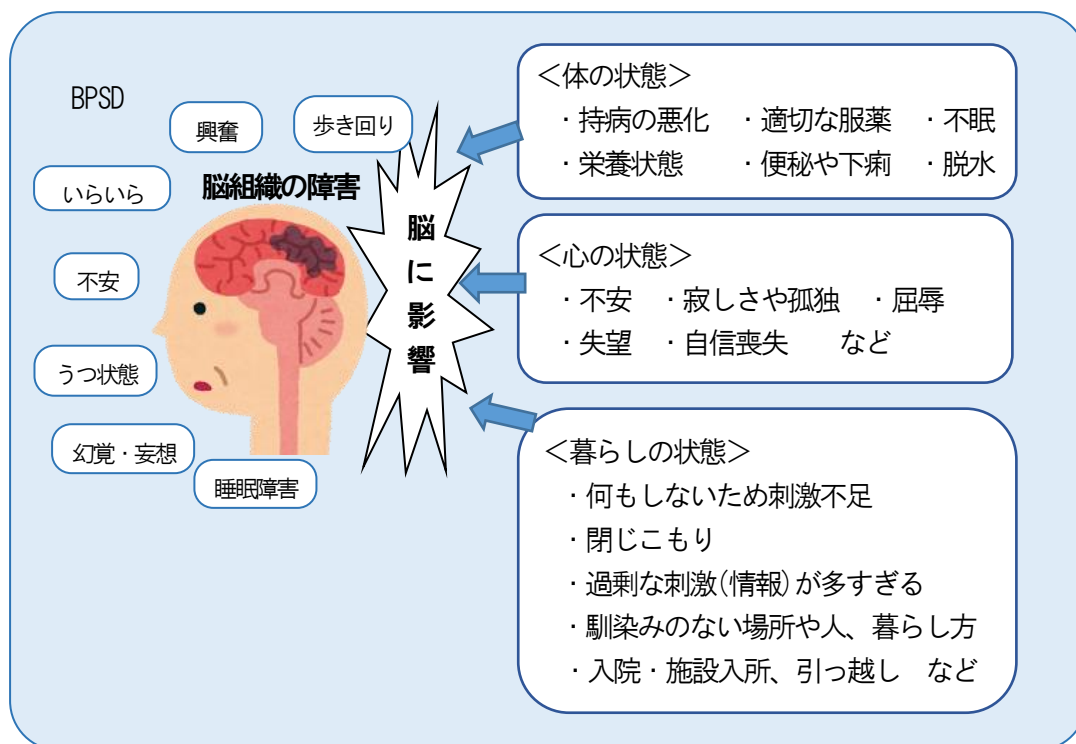 BPSD
興奮
歩き回り
いらいら
脳組織の障害
不安
うつ状態
幻覚・妄想
睡眠障害
脳に影響
＜体の状態＞
・持病の悪化　・適切な服薬　・不眠
・栄養状態　・便秘や下痢　・脱水
＜心の状態＞
・不安　・寂しさや孤独　・屈辱
・失望　・自信喪失　など
＜暮らしの状態＞
・何もしないため刺激不足
・閉じこもり
・過剰な刺激(情報)が多すぎる
・馴染みのない場所や人、暮らし方
・入院・施設入所、引っ越し　など